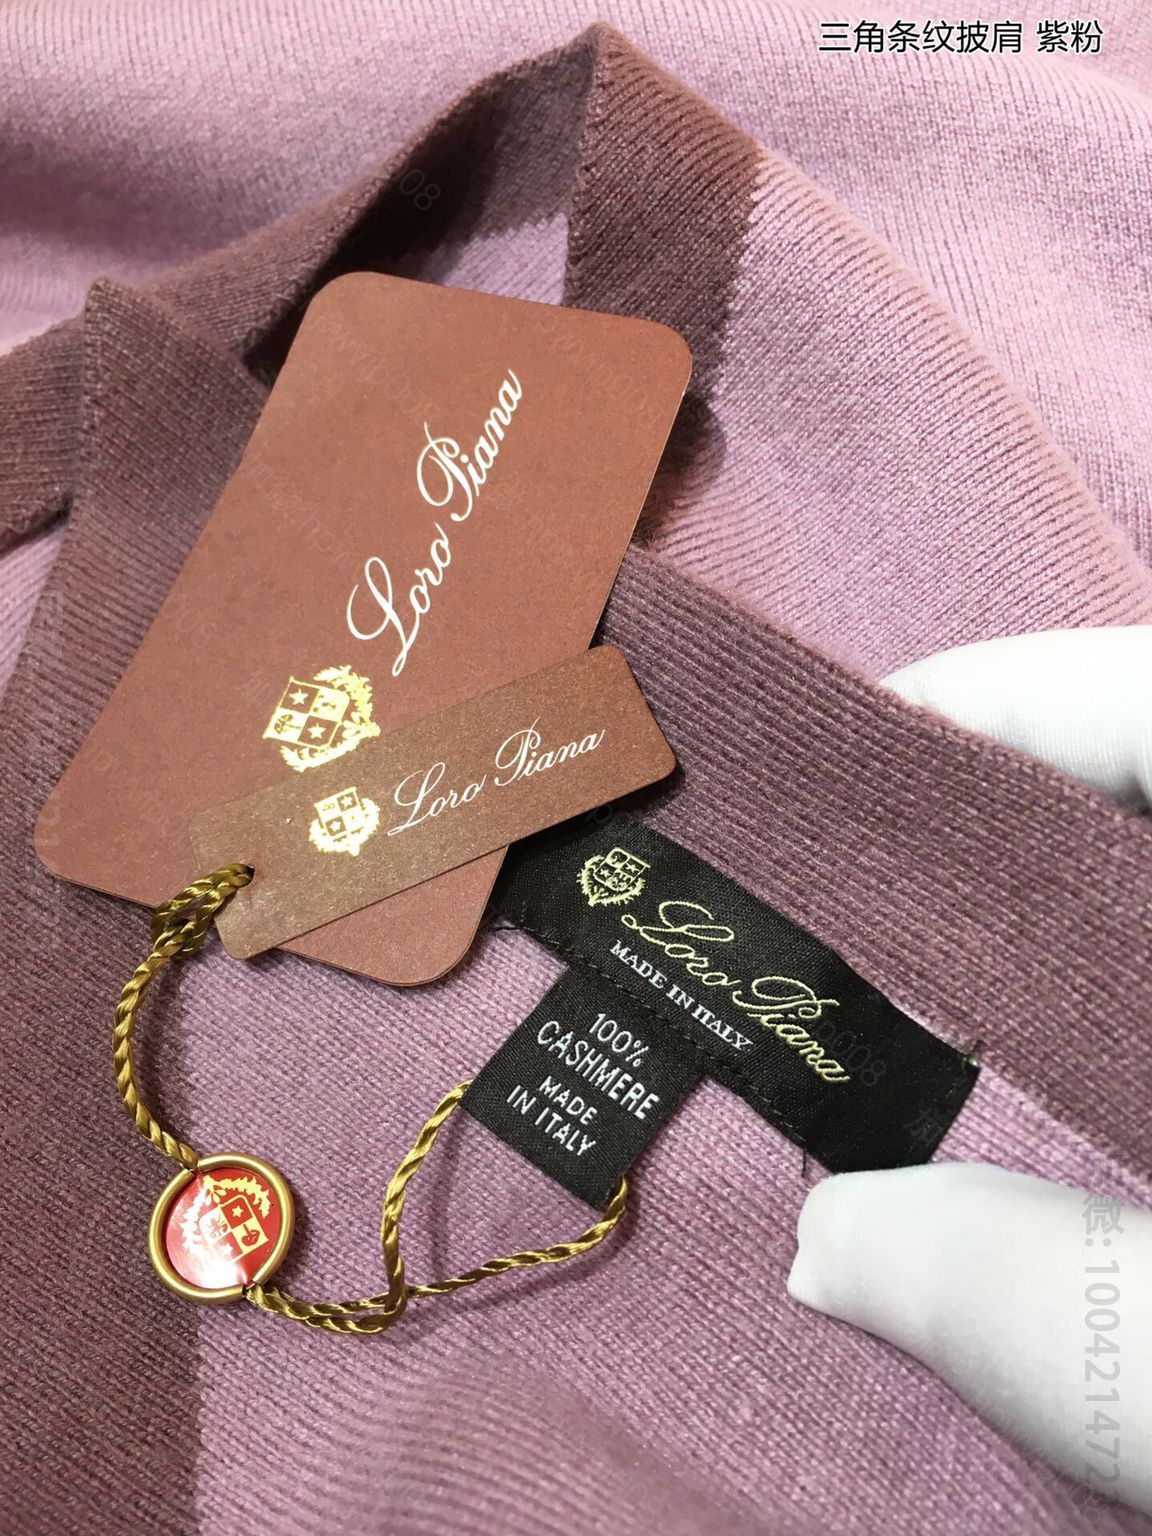 三角条纹披肩 紫粉
Loro Piana
Loro Piana
Loro Piana
MADE IN ITALY
100%
CASHMERE
MADE
IN ITALY